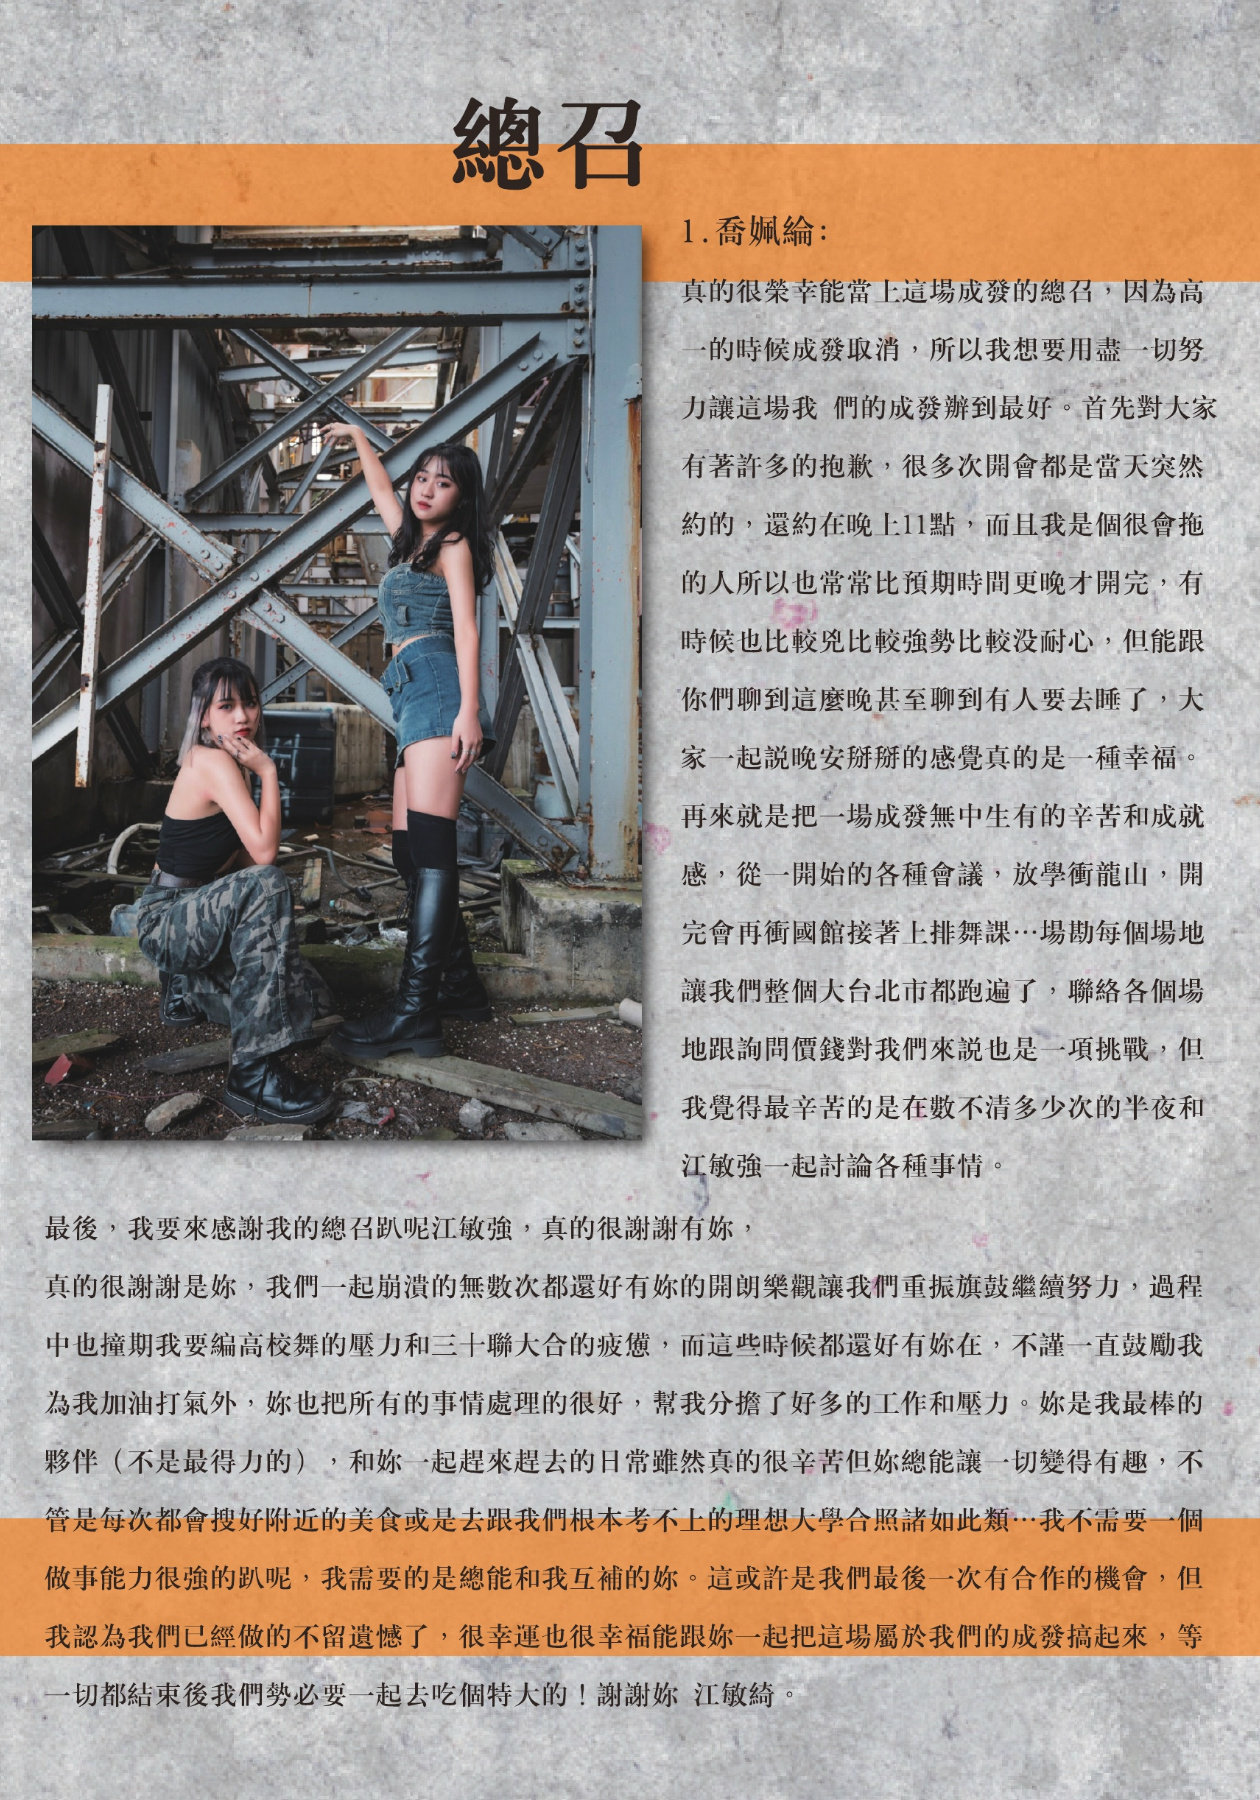 總召
1.喬姵綸:
真的很榮幸能當上這場成發的總召，因為高
一的時候成發取消，所以我想要用盡一切努
力讓這場我 們的成發辦到最好。首先對大家
有著許多的抱歉，很多次開會都是當天突然
約的，還約在晚上11點，而且我是個很會拖
的人所以也常常比預期時間更晚才開完，有
時候也比較兇比較強勢比較沒耐心，但能跟
你們聊到這麼晚甚至聊到有人要去睡了，大
家一起說晚安掰掰的感覺真的是一種幸福。
再來就是把一場成發無中生有的辛苦和成就
感，從一開始的各種會議，放學衝龍山，開
完會再衝國館接著上排舞課…場勘每個場地
讓我們整個大台北市都跑遍了，聯絡各個場
地跟詢問價錢對我們來說也是一項挑戰，但
我覺得最辛苦的是在數不清多少次的半夜和
江敏強一起討論各種事情。
最後，我要來感謝我的總召趴呢江敏強，真的很謝謝有妳，
真的很謝謝是妳，我們一起崩潰的無數次都還好有妳的開朗樂觀讓我們重振旗鼓繼續努力，過程
中也撞期我要編高校舞的壓力和三十聯大合的疲憊，而這些時候都還好有妳在，不謹一直鼓勵我
為我加油打氣外，妳也把所有的事情處理的很好，幫我分擔了好多的工作和壓力。妳是我最棒的
夥伴（不是最得力的），和妳一起趕來趕去的日常雖然真的很辛苦但妳總能讓一切變得有趣，不
管是每次都會搜好附近的美食或是去跟我們根本考不上的理想大學合照諸如此類…我不需要一個
做事能力很強的趴呢，我需要的是總能和我互補的妳。這或許是我們最後一次有合作的機會，但
我認為我們已經做的不留遺憾了，很幸運也很幸福能跟妳一起把這場屬於我們的成發搞起來，等
一切都結束後我們勢必要一起去吃個特大的！謝謝妳 江敏綺。